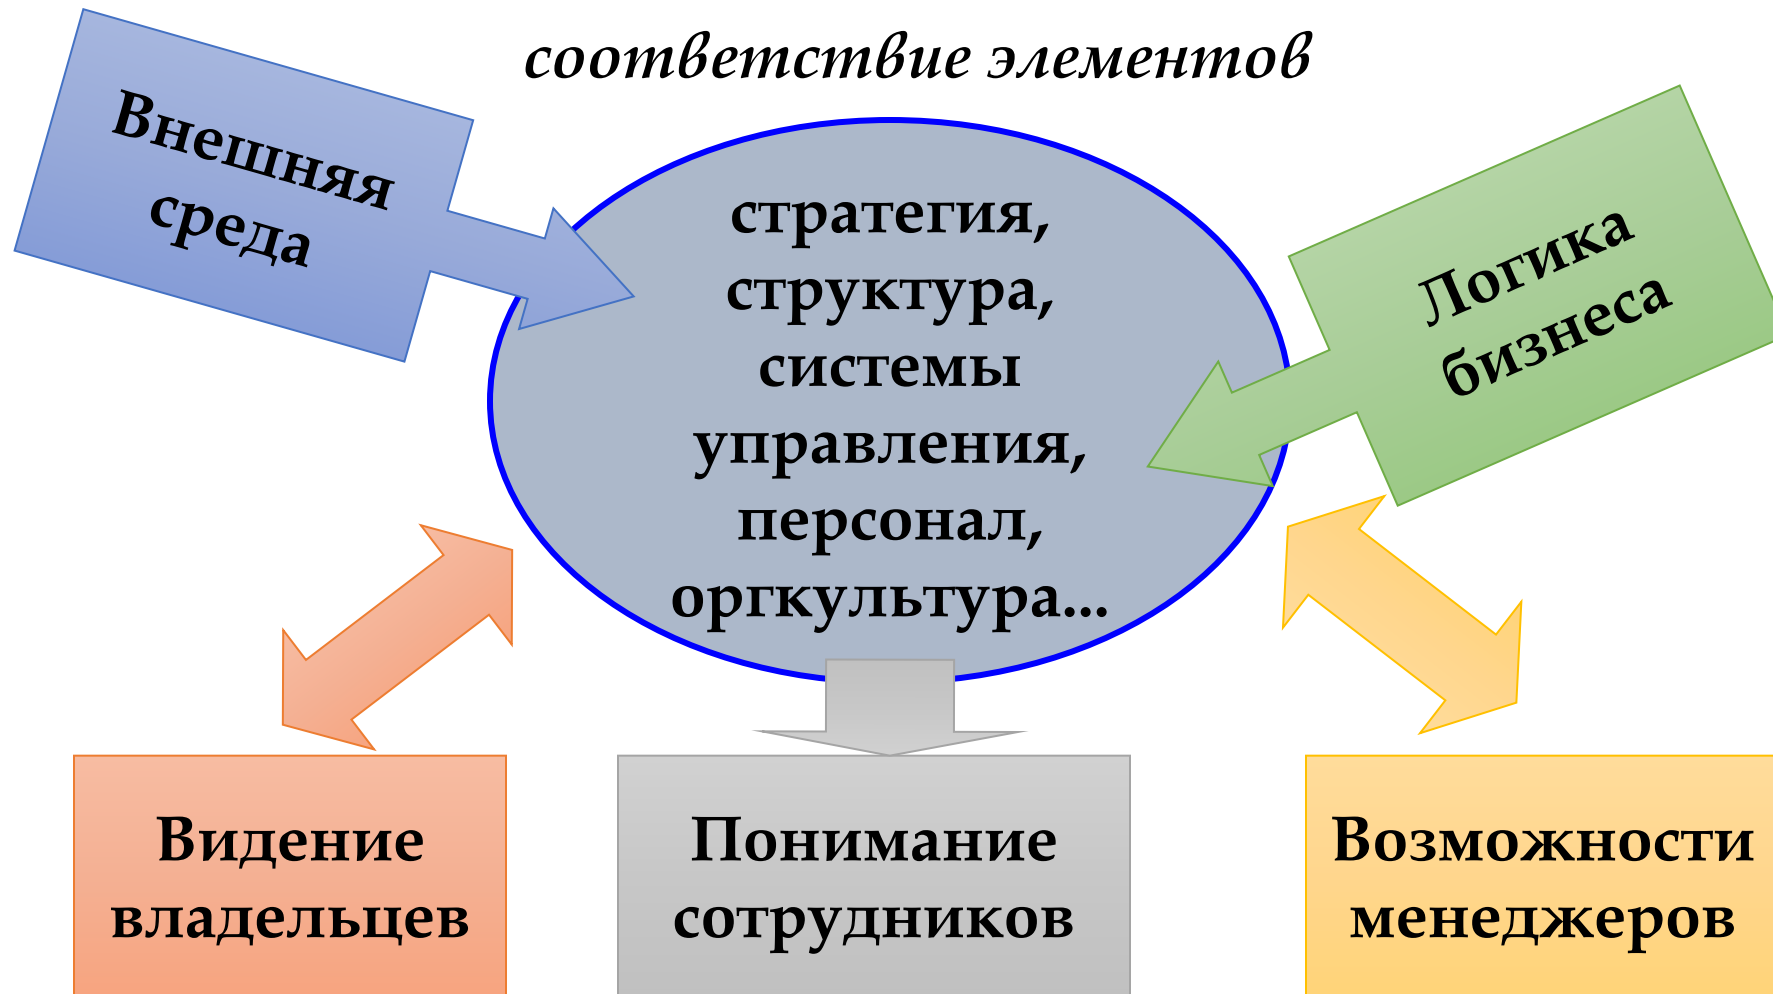 соответствие элементов
Внешняя
среда
стратегия,
структура,
системы
управления,
персонал,
оргкультура...
Логика
бизнеса
Видение
владельцев
Понимание
сотрудников
Возможности
менеджеров